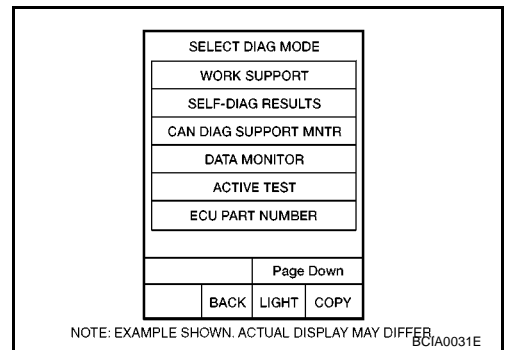 SELECT DIAG MODE
WORK SUPPORT
SELF-DIAG RESULTS
CAN DIAG SUPPORT MNTR
DATA MONITOR
ACTIVE TEST
ECU PART NUMBER
Page Down
BACK LIGHT COPY
NOTE: EXAMPLE SHOWN. ACTUAL DISPLAY MAY DIFFER.
BCIA0031E